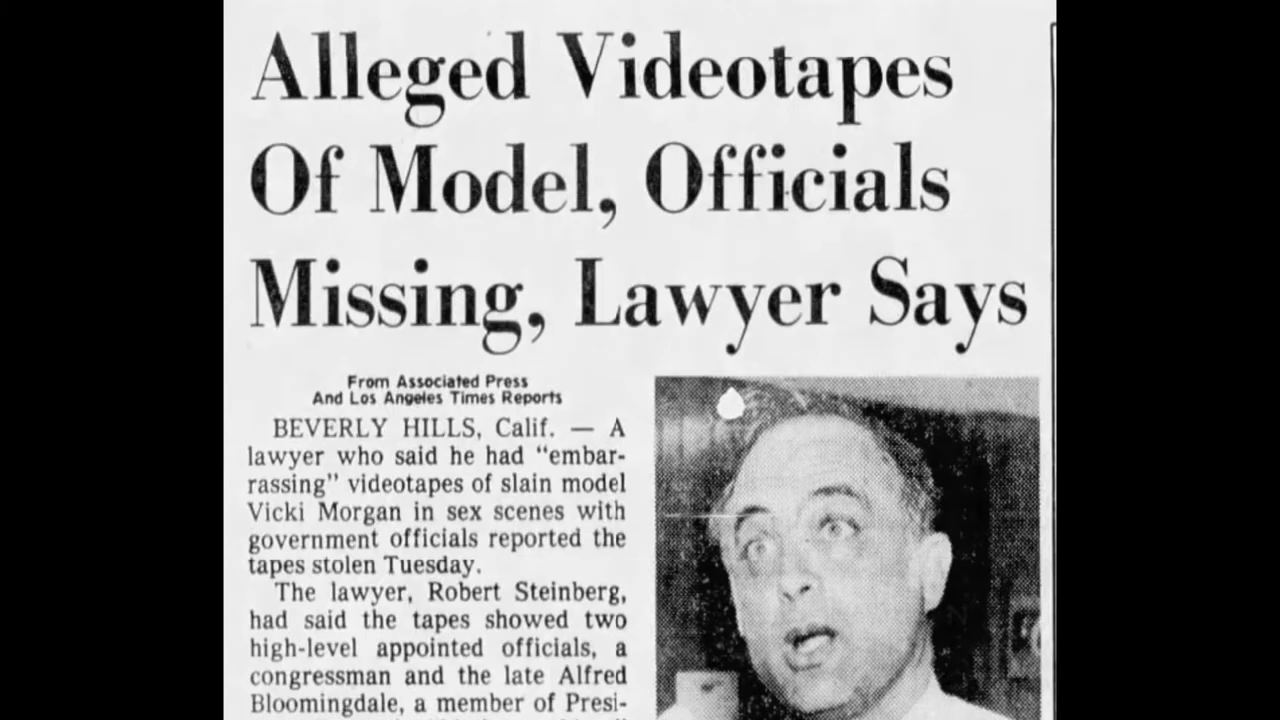 Alleged Videotapes
Of Model, Officials
Missing, Lawyer Says
From Associated Press
And Los Angeles Times Reports
BEVERLY HILLS, Calif. — A
lawyer who said he had "embar-
rassing" videotapes of slain model
Vicki Morgan in sex scenes with
government officials reported the
tapes stolen Tuesday.
The lawyer, Robert Steinberg,
had said the tapes showed two
high-level appointed officials, a
congressman and the late Alfred
Bloomingdale, a member of Presi-